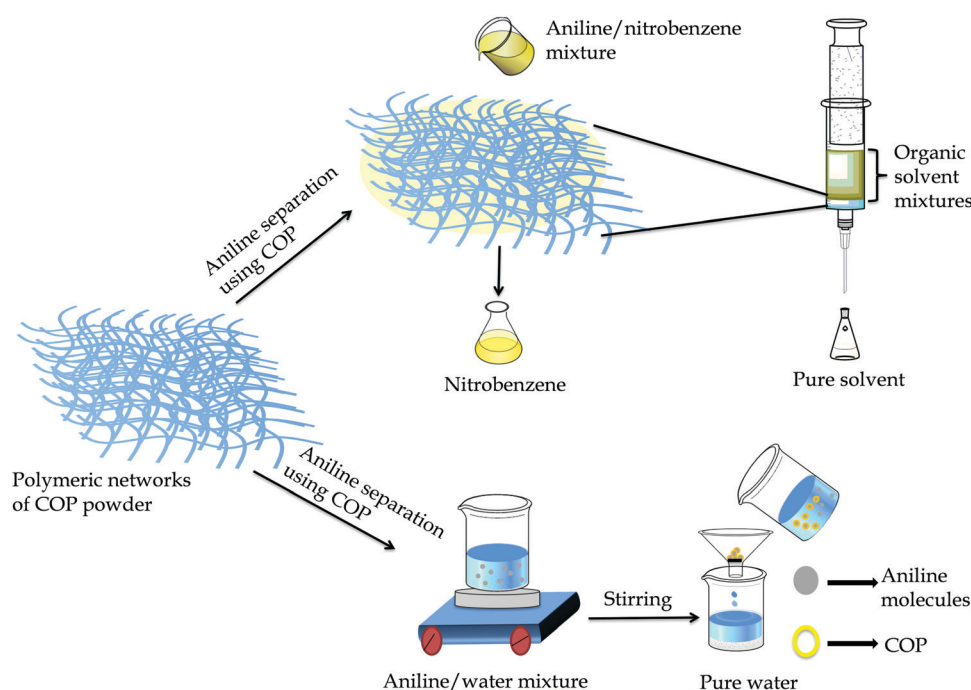 Aniline/nitrobenzene
mixture
Organic
solvent
mixtures
Aniline separation
using COP
Nitrobenzene
Pure solvent
Polymeric networks
of COP powder
Aniline separation
using COP
Stirring
Aniline
molecules
COP
Aniline/water mixture
Pure water